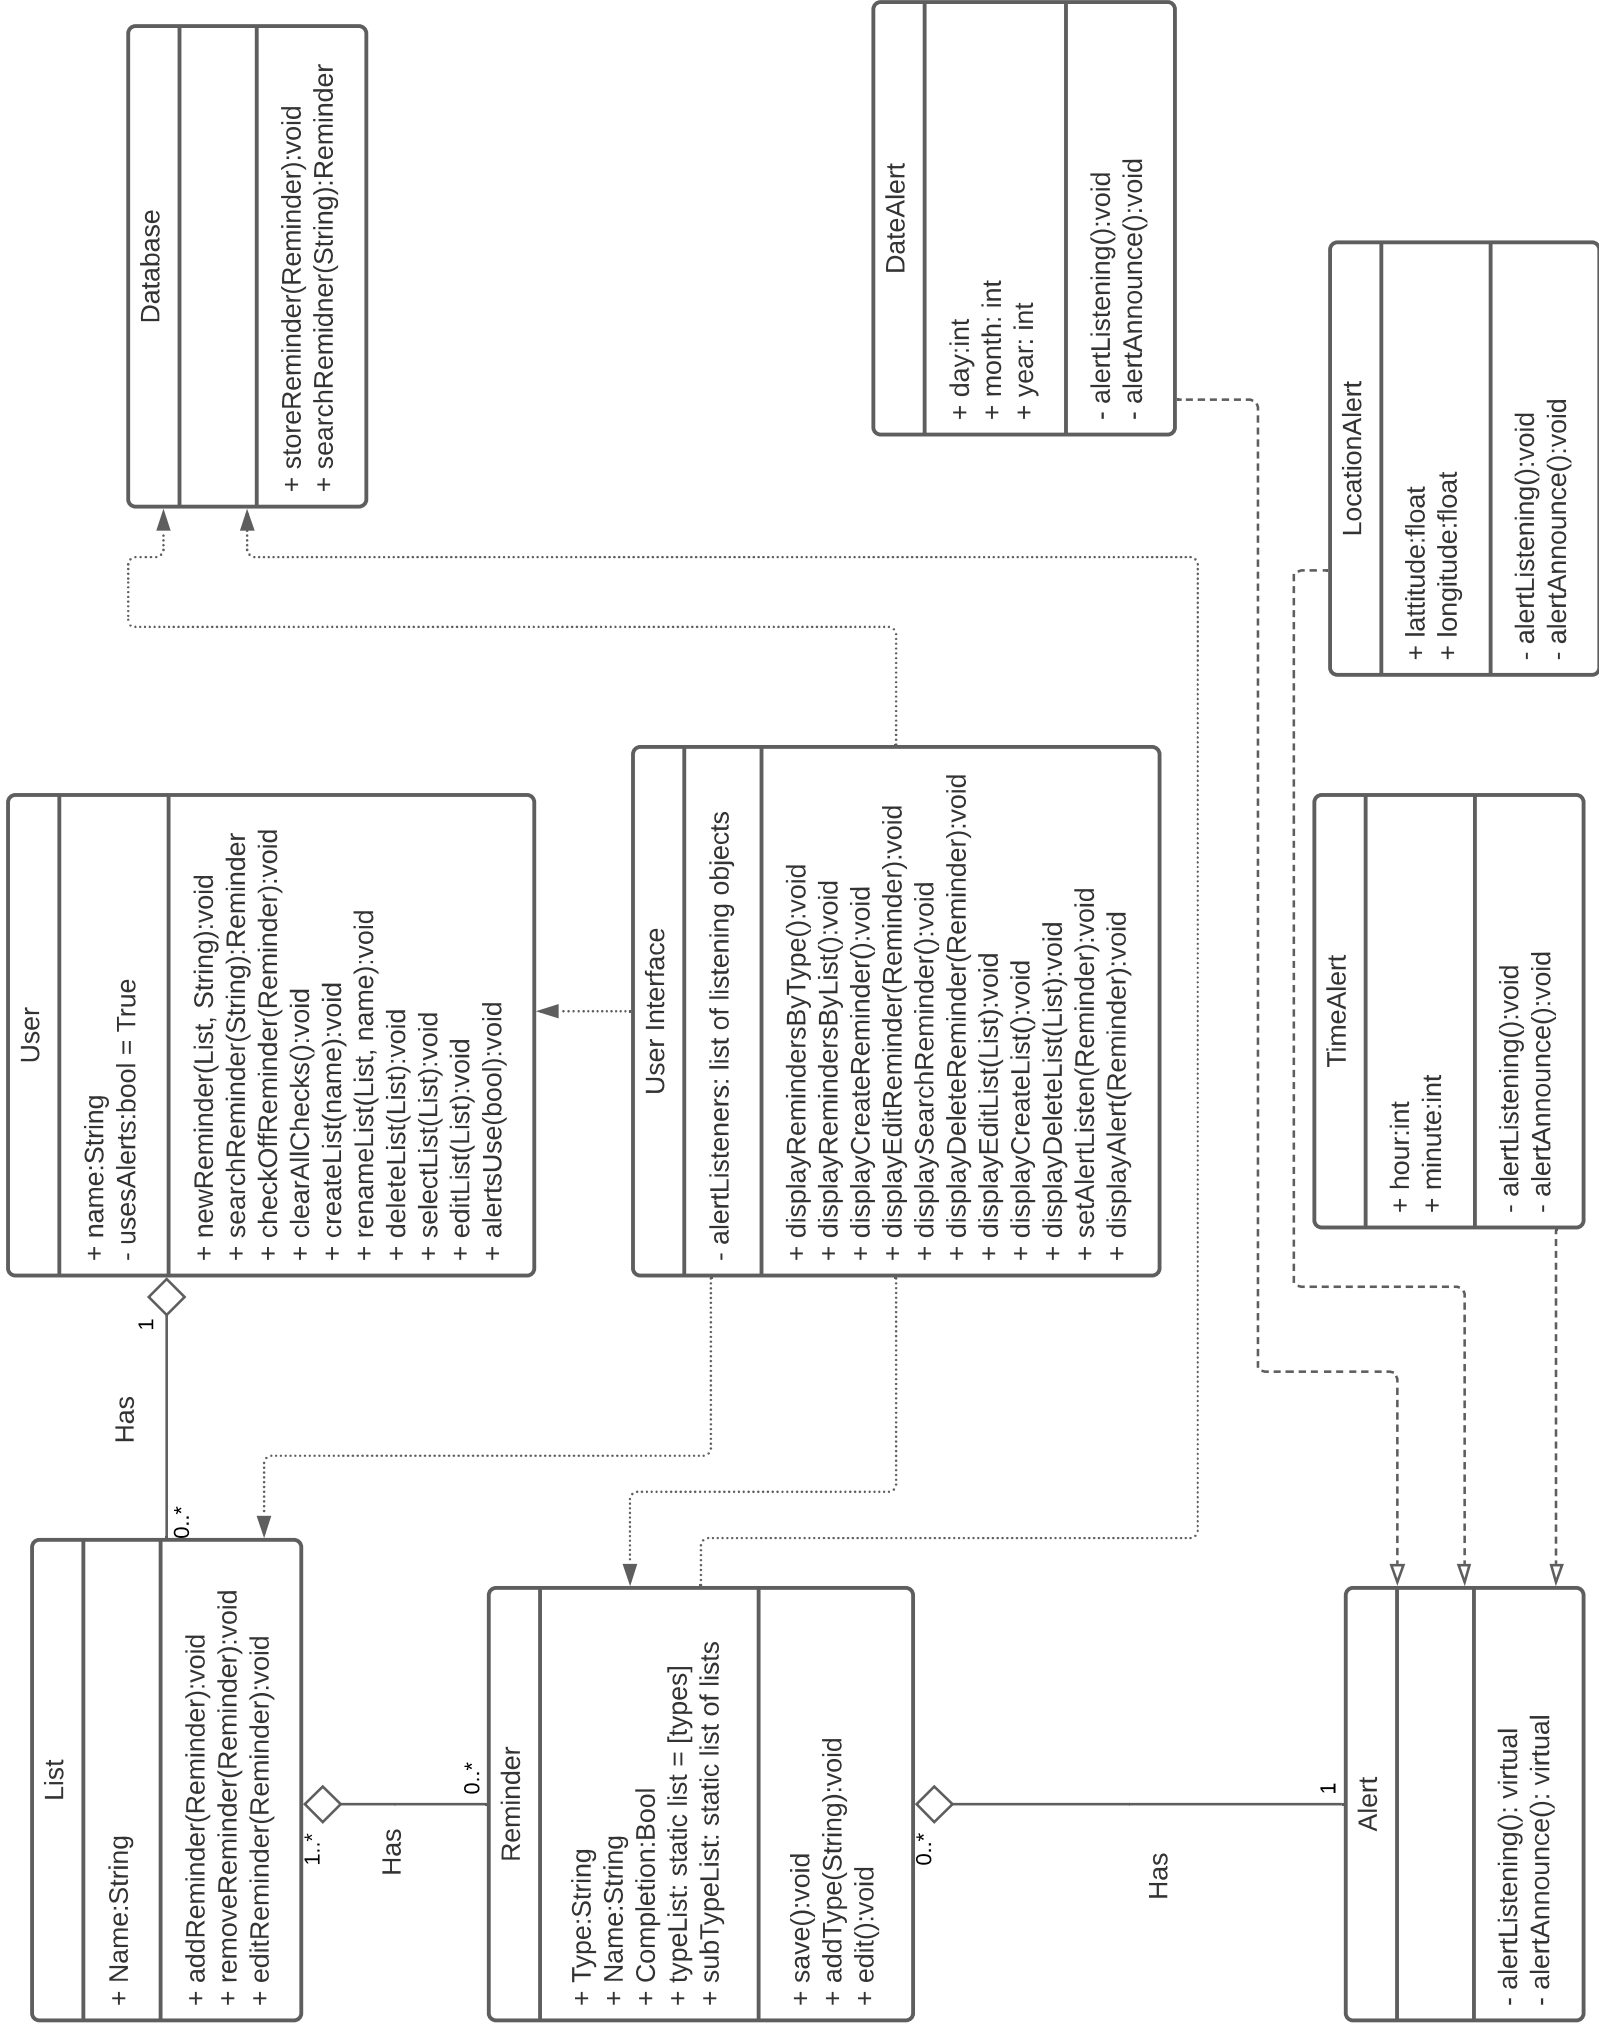 List
+ Name:String
+ addReminder(Reminder):void
+ removeReminder(Reminder):void
+ editReminder(Reminder):void
0..*
Has
1
User
+ name:String
- usesAlerts:bool = True
+ newReminder(List, String):void
+ searchReminder(String):Reminder
+ checkOffReminder(Reminder):void
+ clearAllChecks():void
+ createList(name):void
+ renameList(List, name):void
+ deleteList(List):void
+ selectList(List):void
+ editList(List):void
+ alertsUse(bool):void
Database
+ storeReminder(Reminder):void
+ searchRemidner(String):Reminder
1..*
Has
0..*
Reminder
+ Type:String
+ Name:String
+ Completion:Bool
+ typeList: static list = [types]
+ subTypeList: static list of lists
+ save():void
+ addType(String):void
+ edit():void
User Interface
- alertListeners: list of listening objects
+ displayRemindersByType():void
+ displayRemindersByList():void
+ displayCreateReminder():void
+ displayEditReminder(Reminder):void
+ displaySearchReminder():void
+ displayDeleteReminder(Reminder):void
+ displayEditList(List):void
+ displayCreateList():void
+ displayDeleteList(List):void
+ setAlertListen(Reminder):void
+ displayAlert(Reminder):void
DateAlert
+ day:int
+ month: int
+ year: int
- alertListening():void
- alertAnnounce():void
0..*
Has
1
Alert
- alertListening(): virtual
- alertAnnounce(): virtual
TimeAlert
+ hour:int
+ minute:int
- alertListening():void
- alertAnnounce():void
LocationAlert
+ lattitude:float
+ longitude:float
- alertListening():void
- alertAnnounce():void